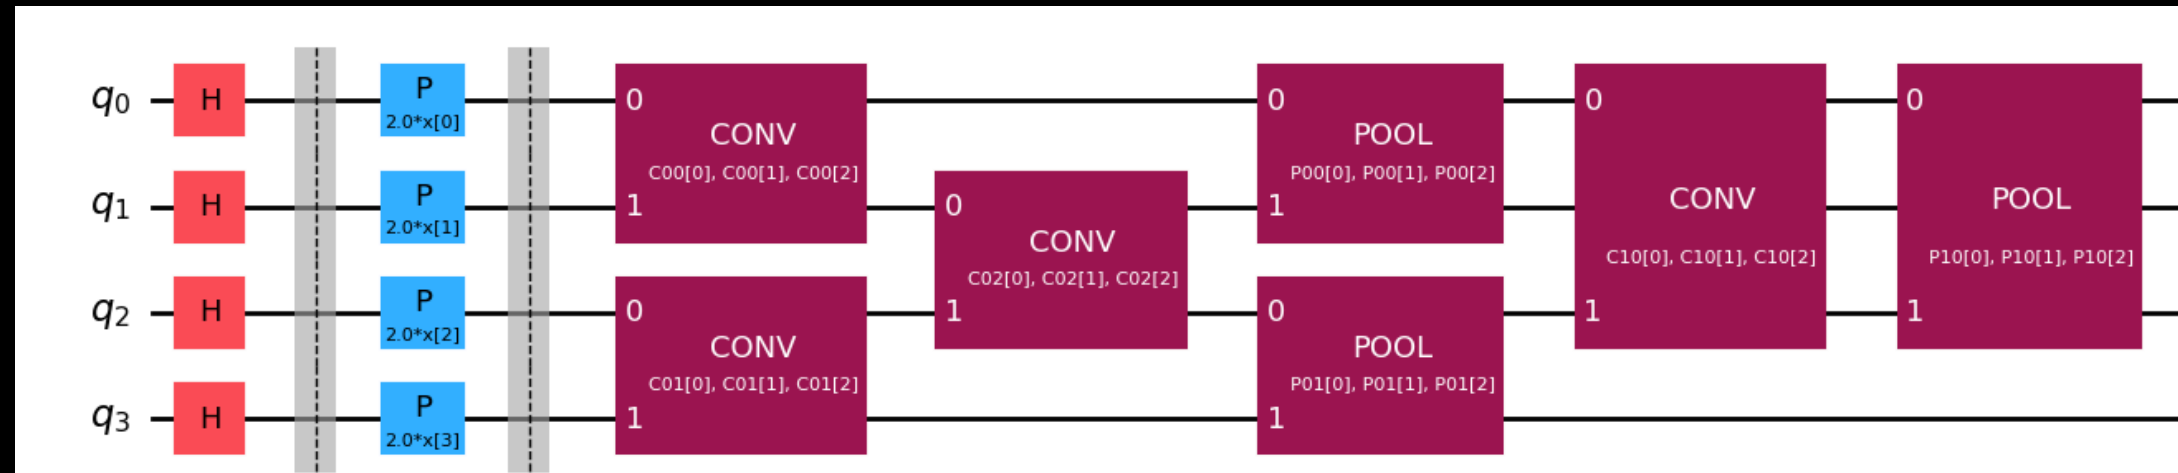 q0 H P 0 CONV 0 POOL 0 CONV 0 POOL
2.0*x[0]
C00[0], C00[1], C00[2] P00[0], P00[1], P00[2]
q1 H P 1 0 1 CONV POOL
2.0*x[1]
CONV
C10[0], C10[1], C10[2] P10[0], P10[1], P10[2]
C02[0], C02[1], C02[2]
q2 H P 0 1 0 1 1
2.0*x[2]
CONV POOL
C01[0], C01[1], C01[2] P01[0], P01[1], P01[2]
q3 H P 1 1
2.0*x[3]